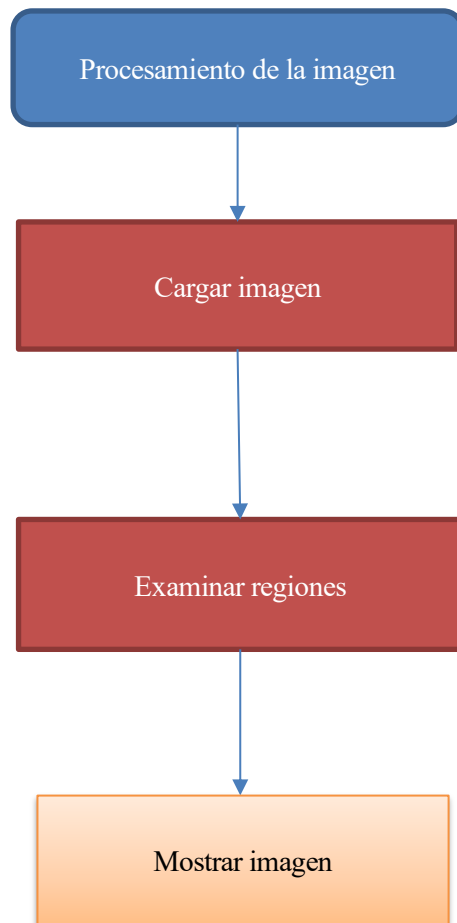 Procesamiento de la imagen
Cargar imagen
Examinar regiones
Mostrar imagen